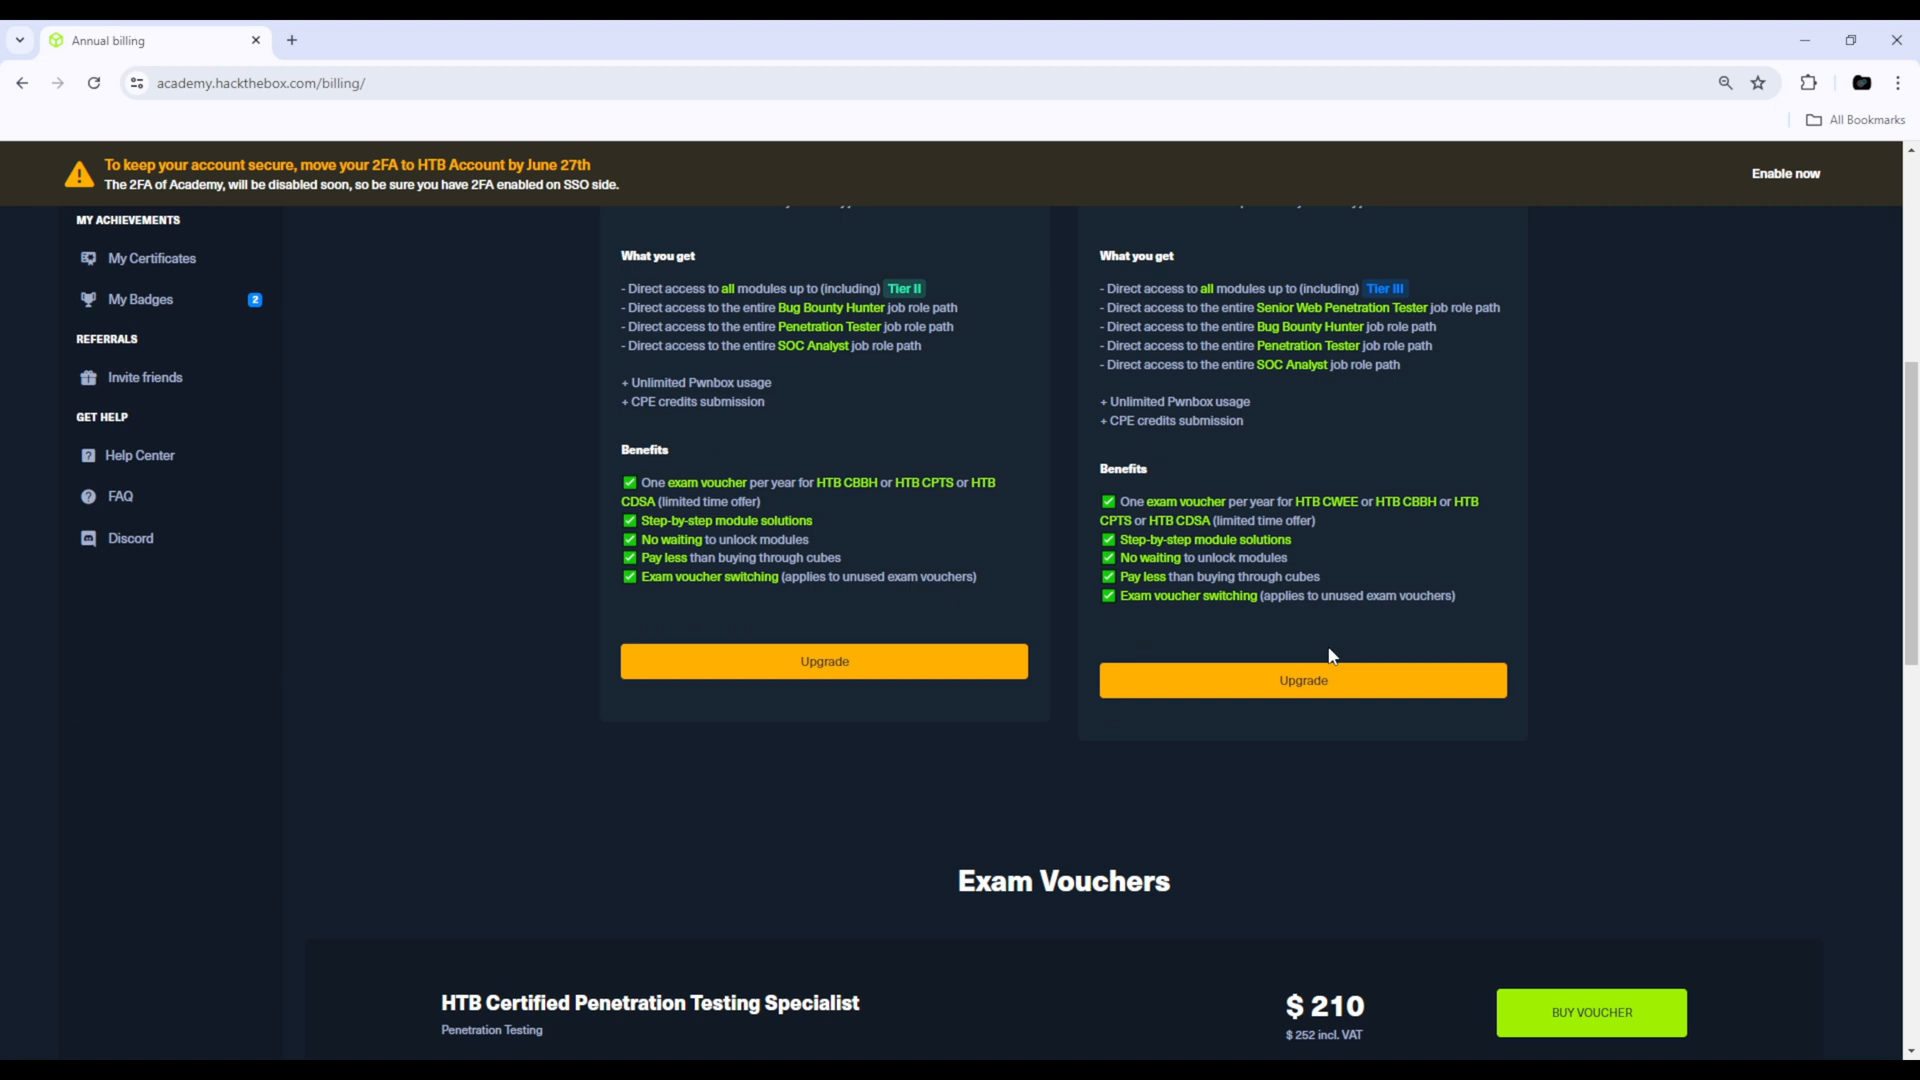 Annual billing
academy.hackthebox.com/billing/
All Bookmarks
To keep your account secure, move your 2FA to HTB Account by June 27th
The 2FA of Academy, will be disabled soon, so be sure you have 2FA enabled on SSO side.
Enable now
MY ACHIEVEMENTS
My Certificates
My Badges 2
REFERRALS
Invite friends
GET HELP
Help Center
FAQ
Discord
What you get
- Direct access to all modules up to (including) Tier II
- Direct access to the entire Bug Bounty Hunter job role path
- Direct access to the entire Penetration Tester job role path
- Direct access to the entire SOC Analyst job role path
+ Unlimited Pwnbox usage
+ CPE credits submission
Benefits
✅ One exam voucher per year for HTB CBBH or HTB CPTS or HTB
CDSA (limited time offer)
✅ Step-by-step module solutions
✅ No waiting to unlock modules
✅ Pay less than buying through cubes
✅ Exam voucher switching (applies to unused exam vouchers)
Upgrade
What you get
- Direct access to all modules up to (including) Tier III
- Direct access to the entire Senior Web Penetration Tester job role path
- Direct access to the entire Bug Bounty Hunter job role path
- Direct access to the entire Penetration Tester job role path
- Direct access to the entire SOC Analyst job role path
+ Unlimited Pwnbox usage
+ CPE credits submission
Benefits
✅ One exam voucher per year for HTB CWEE or HTB CBBH or HTB
CPTS or HTB CDSA (limited time offer)
✅ Step-by-step module solutions
✅ No waiting to unlock modules
✅ Pay less than buying through cubes
✅ Exam voucher switching (applies to unused exam vouchers)
Upgrade
Exam Vouchers
HTB Certified Penetration Testing Specialist
Penetration Testing
$ 210
$ 252 incl. VAT
BUY VOUCHER